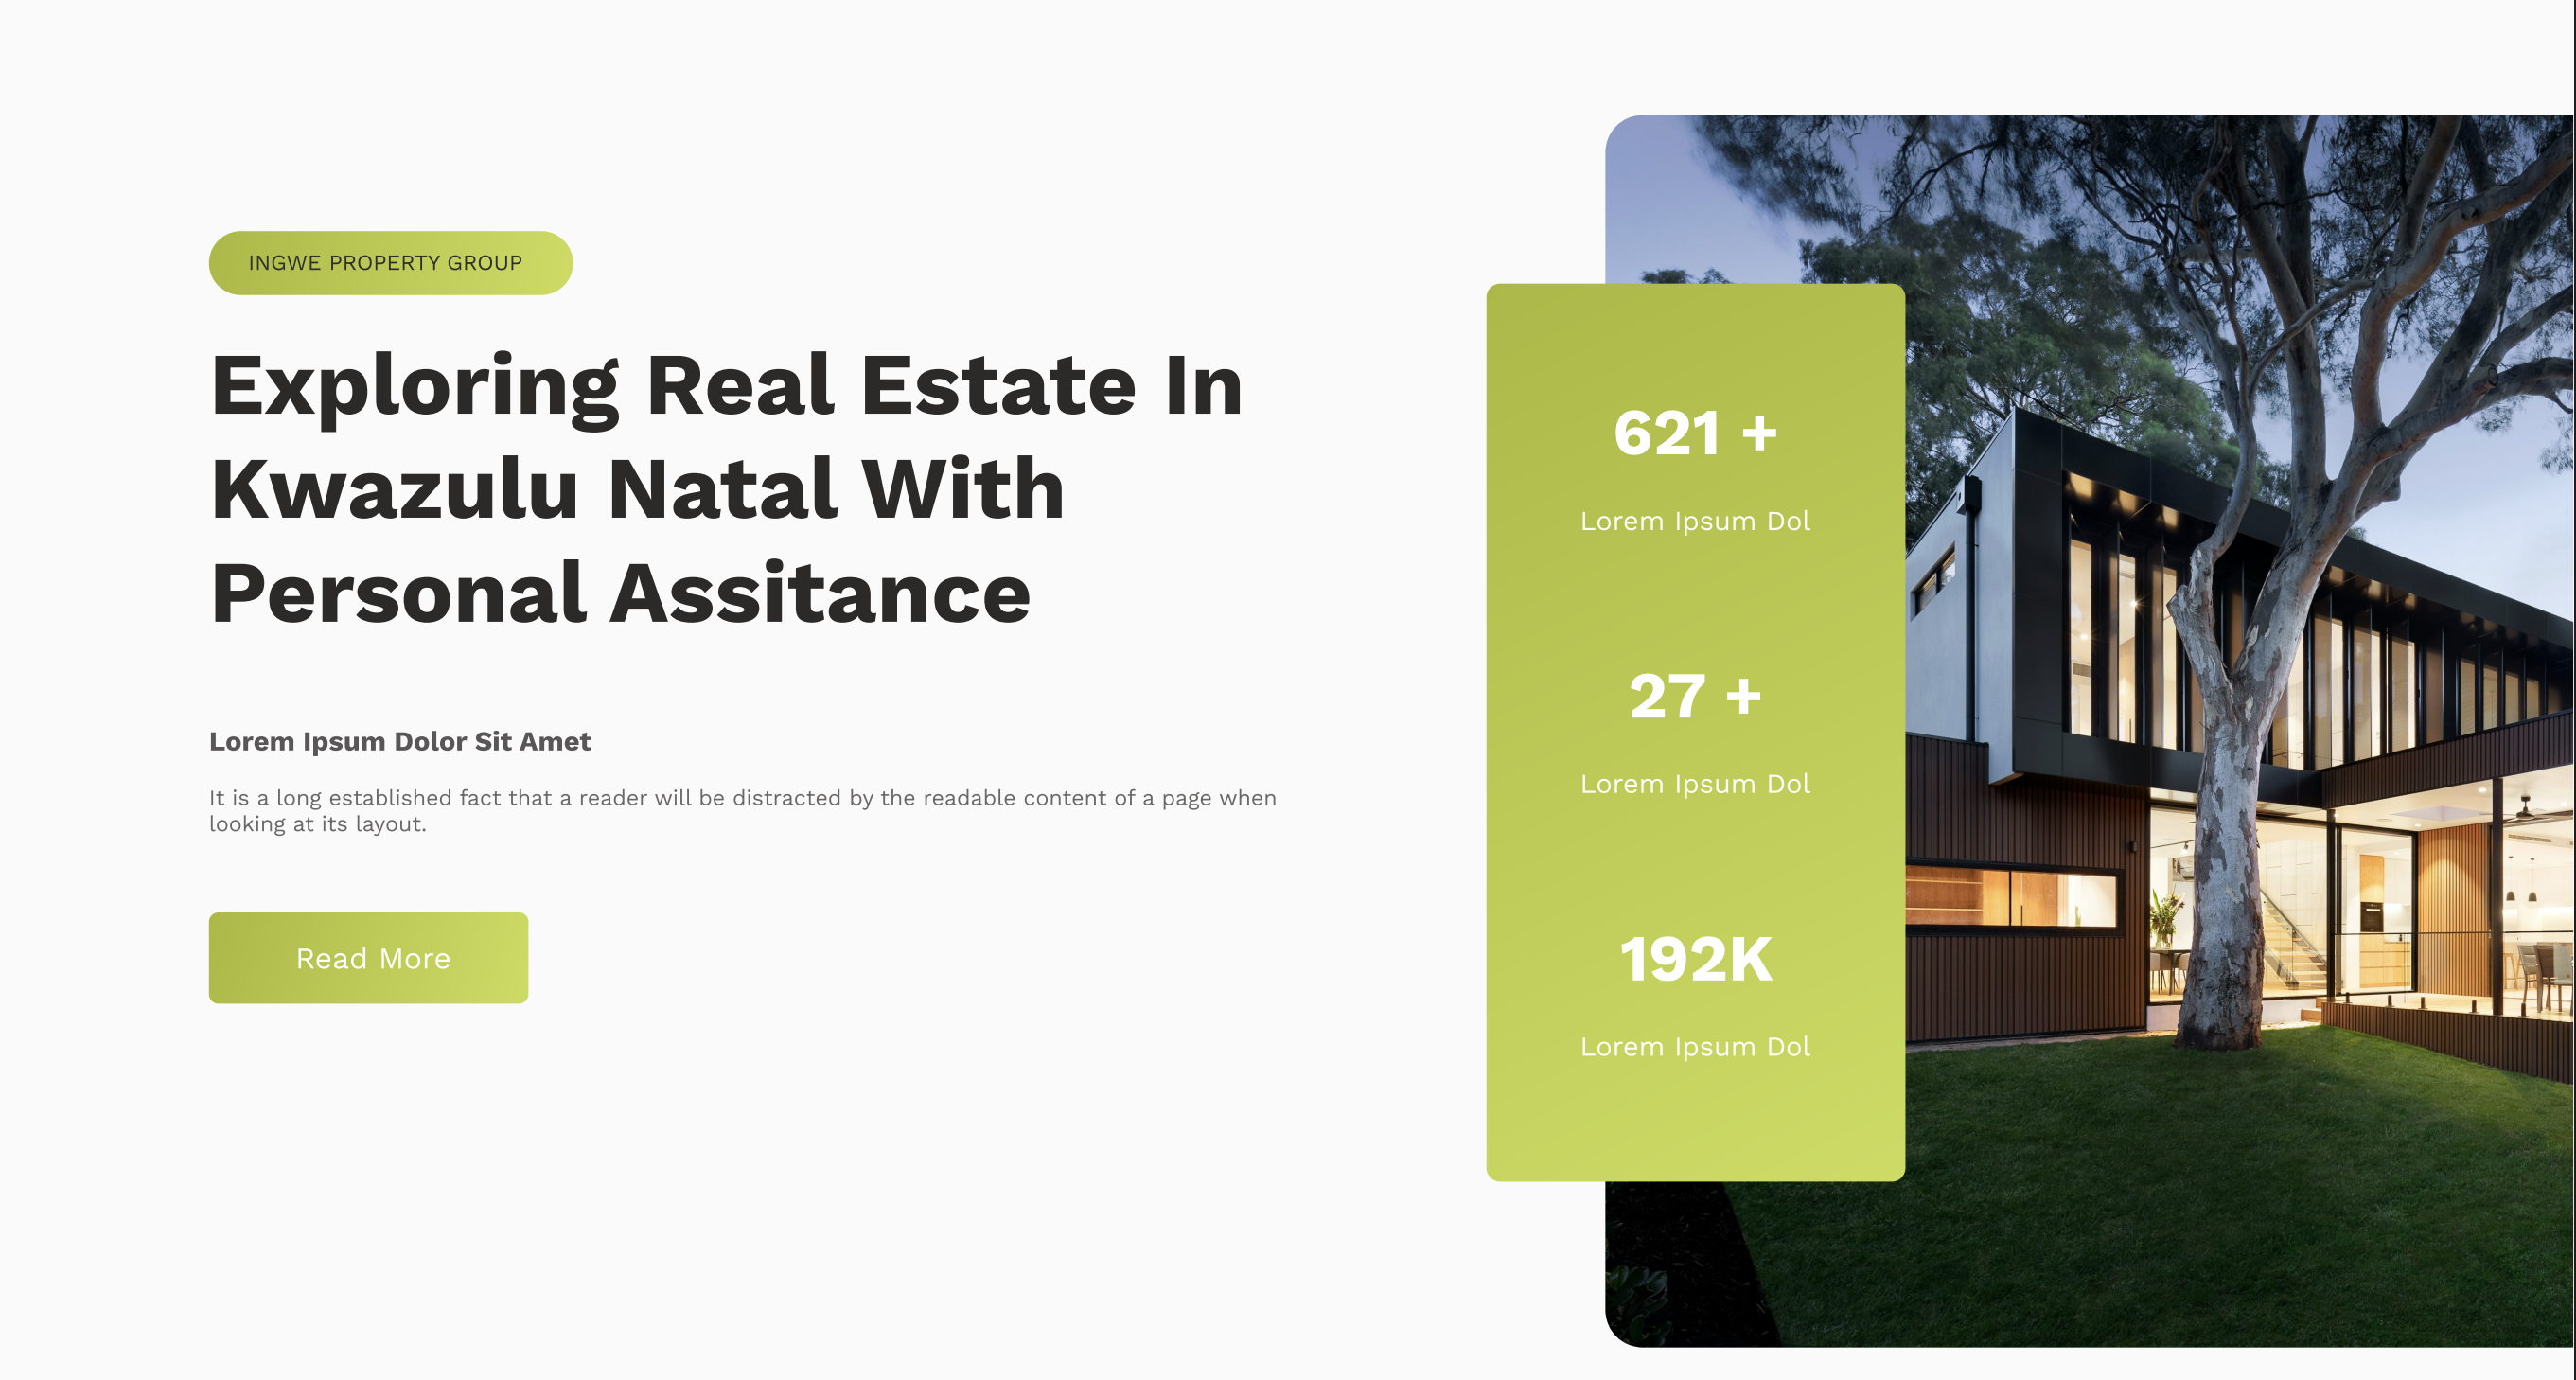 INGWE PROPERTY GROUP
Exploring Real Estate In
Kwazulu Natal With
Personal Assitance
Lorem Ipsum Dolor Sit Amet
It is a long established fact that a reader will be distracted by the readable content of a page when
looking at its layout.
Read More
621 +
Lorem Ipsum Dol
27 +
Lorem Ipsum Dol
192K
Lorem Ipsum Dol